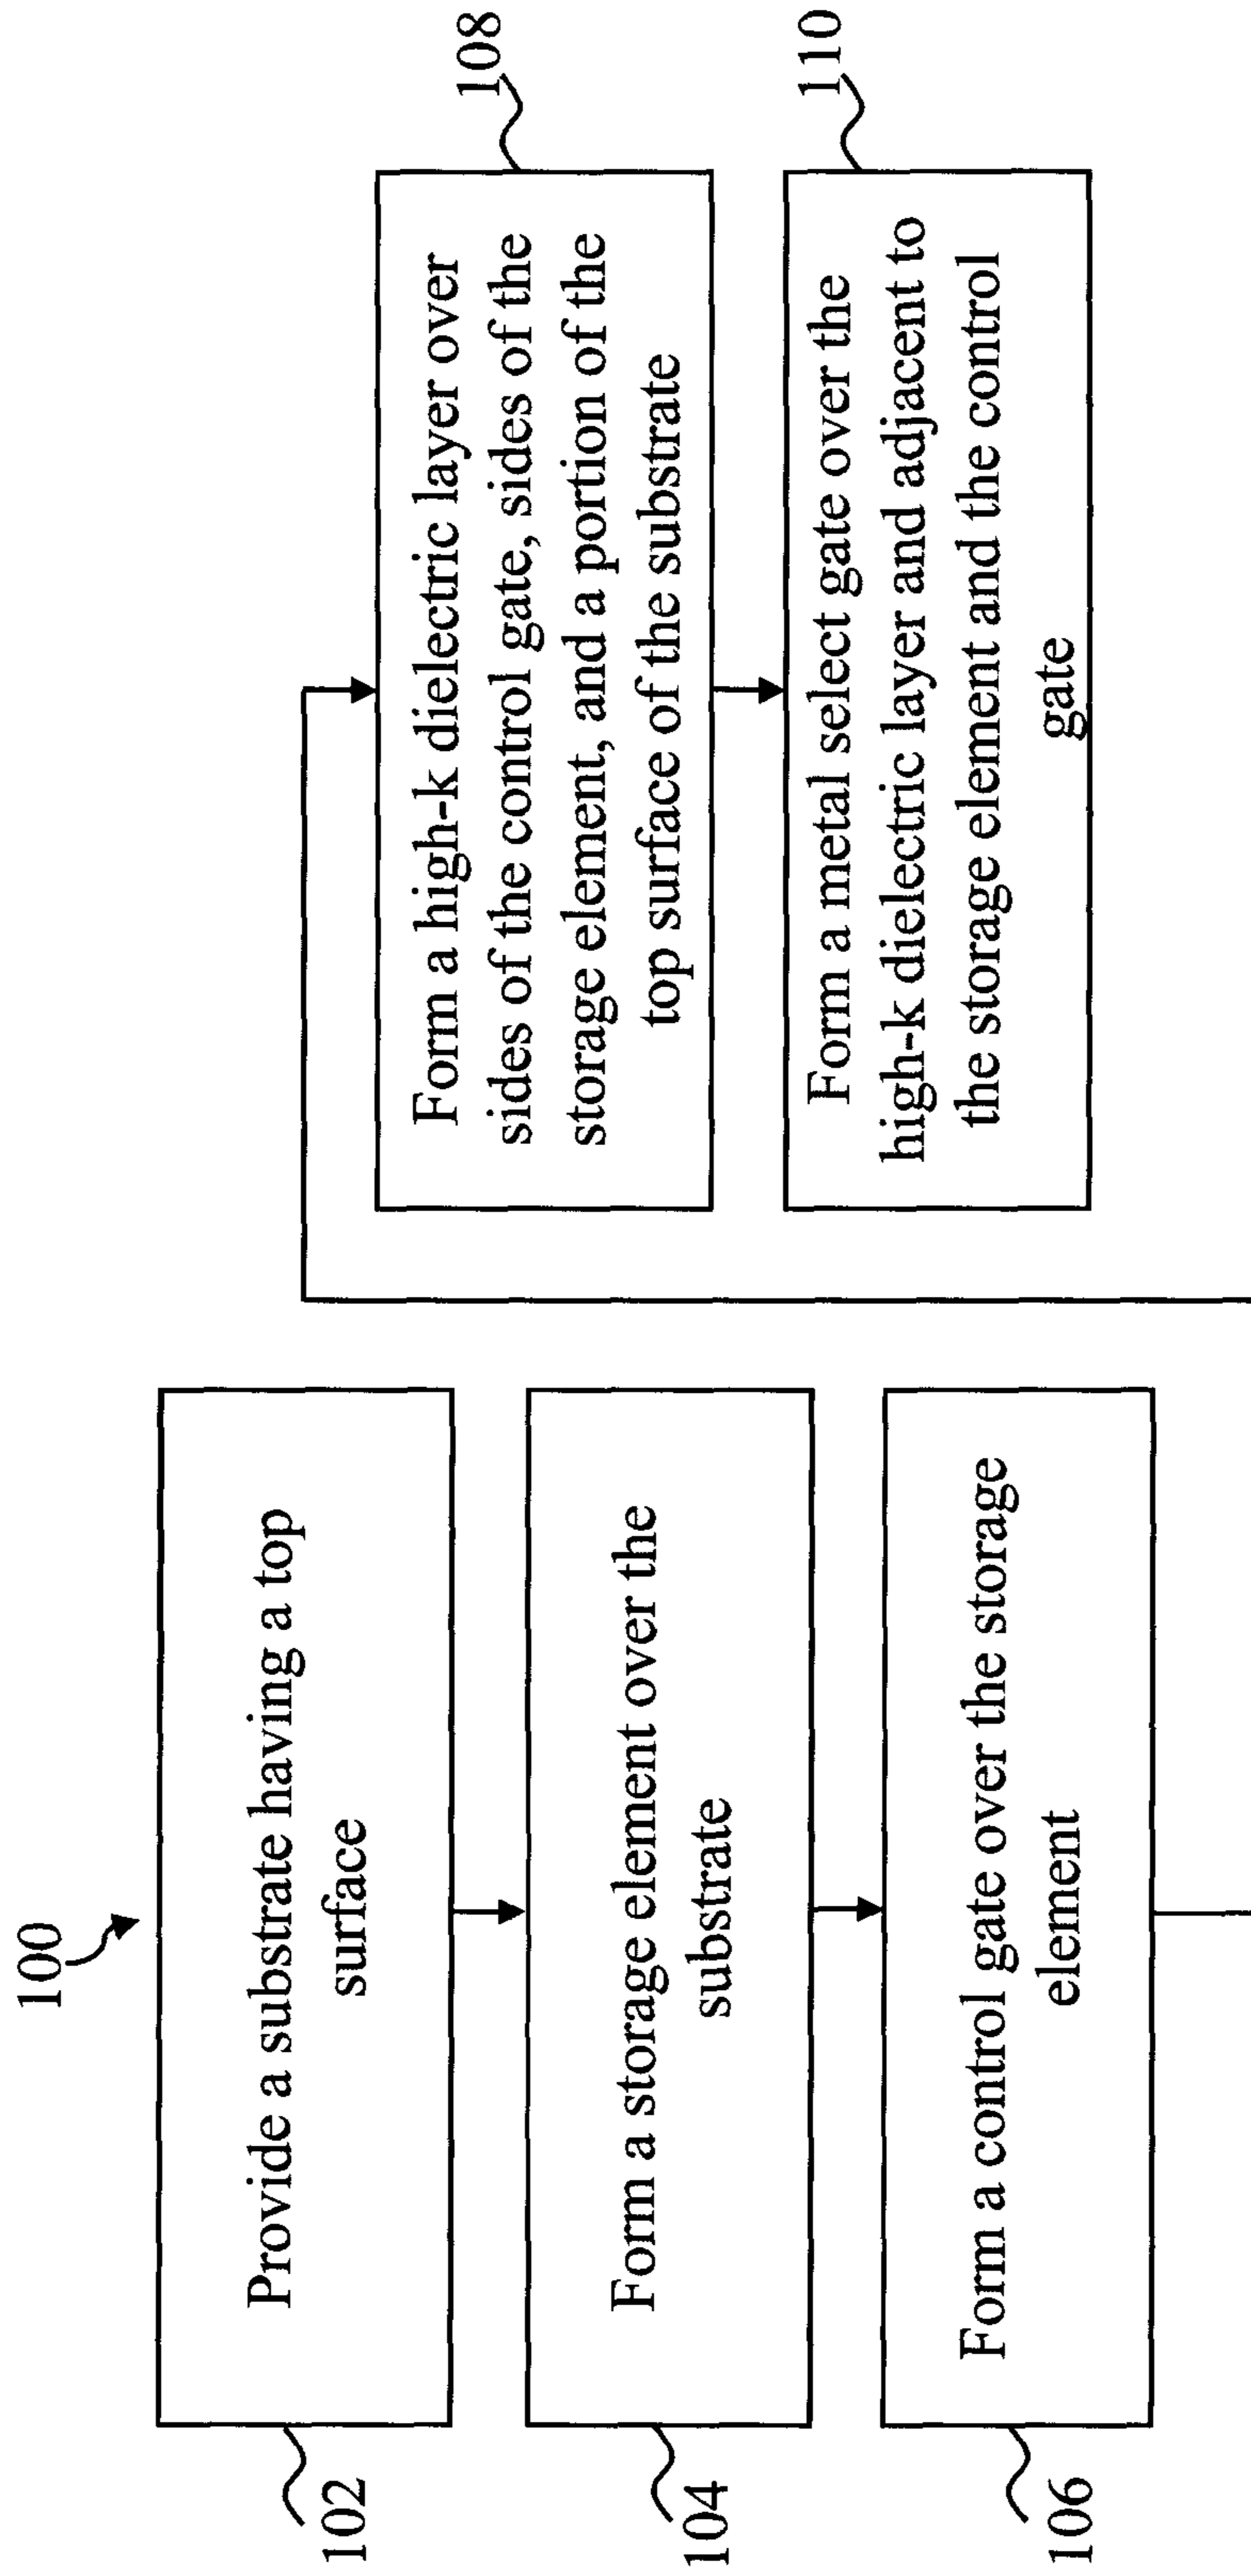 100
102
Provide a substrate having a top
surface
104
Form a storage element over the
substrate
106
Form a control gate over the storage
element
108
Form a high-k dielectric layer over
sides of the control gate, sides of the
storage element, and a portion of the
top surface of the substrate
110
Form a metal select gate over the
high-k dielectric layer and adjacent to
the storage element and the control
gate